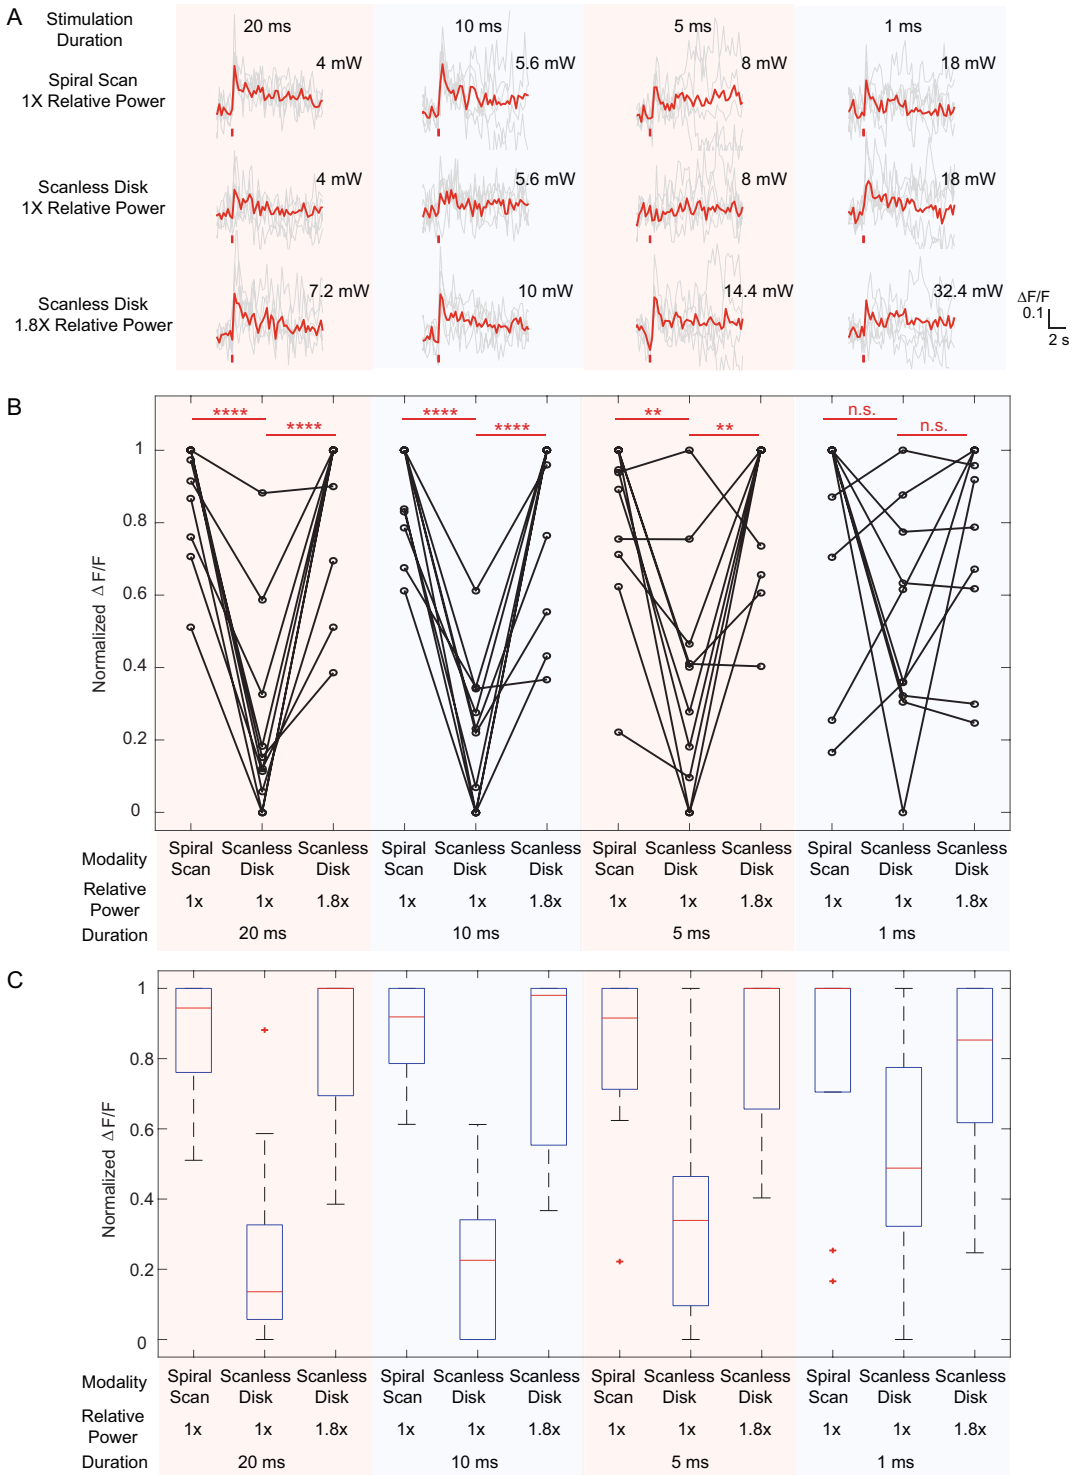 A
Stimulation
Duration
20 ms
10 ms
5 ms
1 ms
Spiral Scan
1X Relative Power
4 mW
5.6 mW
8 mW
18 mW
Scanless Disk
1X Relative Power
4 mW
5.6 mW
8 mW
18 mW
Scanless Disk
1.8X Relative Power
7.2 mW
10 mW
14.4 mW
32.4 mW
ΔF/F
0.1
2 s
B
**** **** **** **** ** ** n.s. n.s.
Normalized Δ F/F
1
0.8
0.6
0.4
0.2
0
Modality
Spiral Scan
Scanless Disk
Scanless Disk
Spiral Scan
Scanless Disk
Scanless Disk
Spiral Scan
Scanless Disk
Scanless Disk
Spiral Scan
Scanless Disk
Scanless Disk
Relative
Power
1x 1x 1.8x 1x 1x 1.8x 1x 1x 1.8x 1x 1x 1.8x
Duration 20 ms 10 ms 5 ms 1 ms
C
Normalized Δ F/F
1
0.8
0.6
0.4
0.2
0
Modality
Spiral Scan
Scanless Disk
Scanless Disk
Spiral Scan
Scanless Disk
Scanless Disk
Spiral Scan
Scanless Disk
Scanless Disk
Spiral Scan
Scanless Disk
Scanless Disk
Relative
Power
1x 1x 1.8x 1x 1x 1.8x 1x 1x 1.8x 1x 1x 1.8x
Duration 20 ms 10 ms 5 ms 1 ms